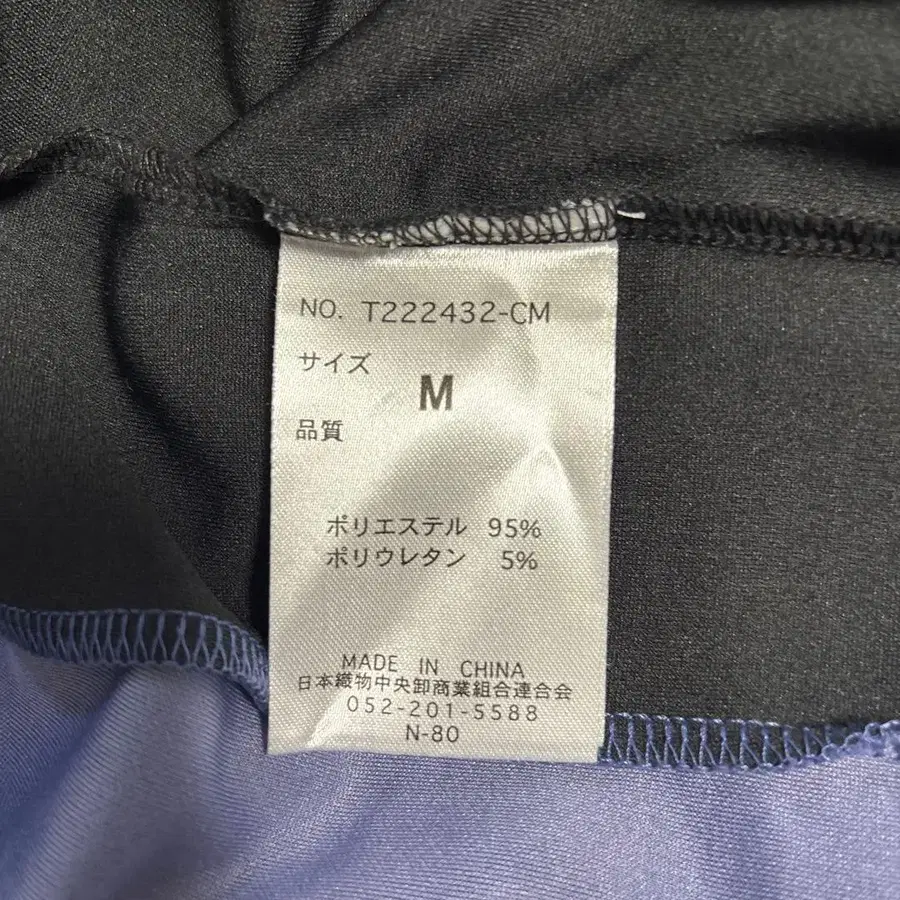 NO. T222432-CM
サイズ
M
品質
ポリエステル 95%
ポリウレタン 5%
MADE IN CHINA
日本織物中央卸商業組合連合会
052-201-5588
N-80